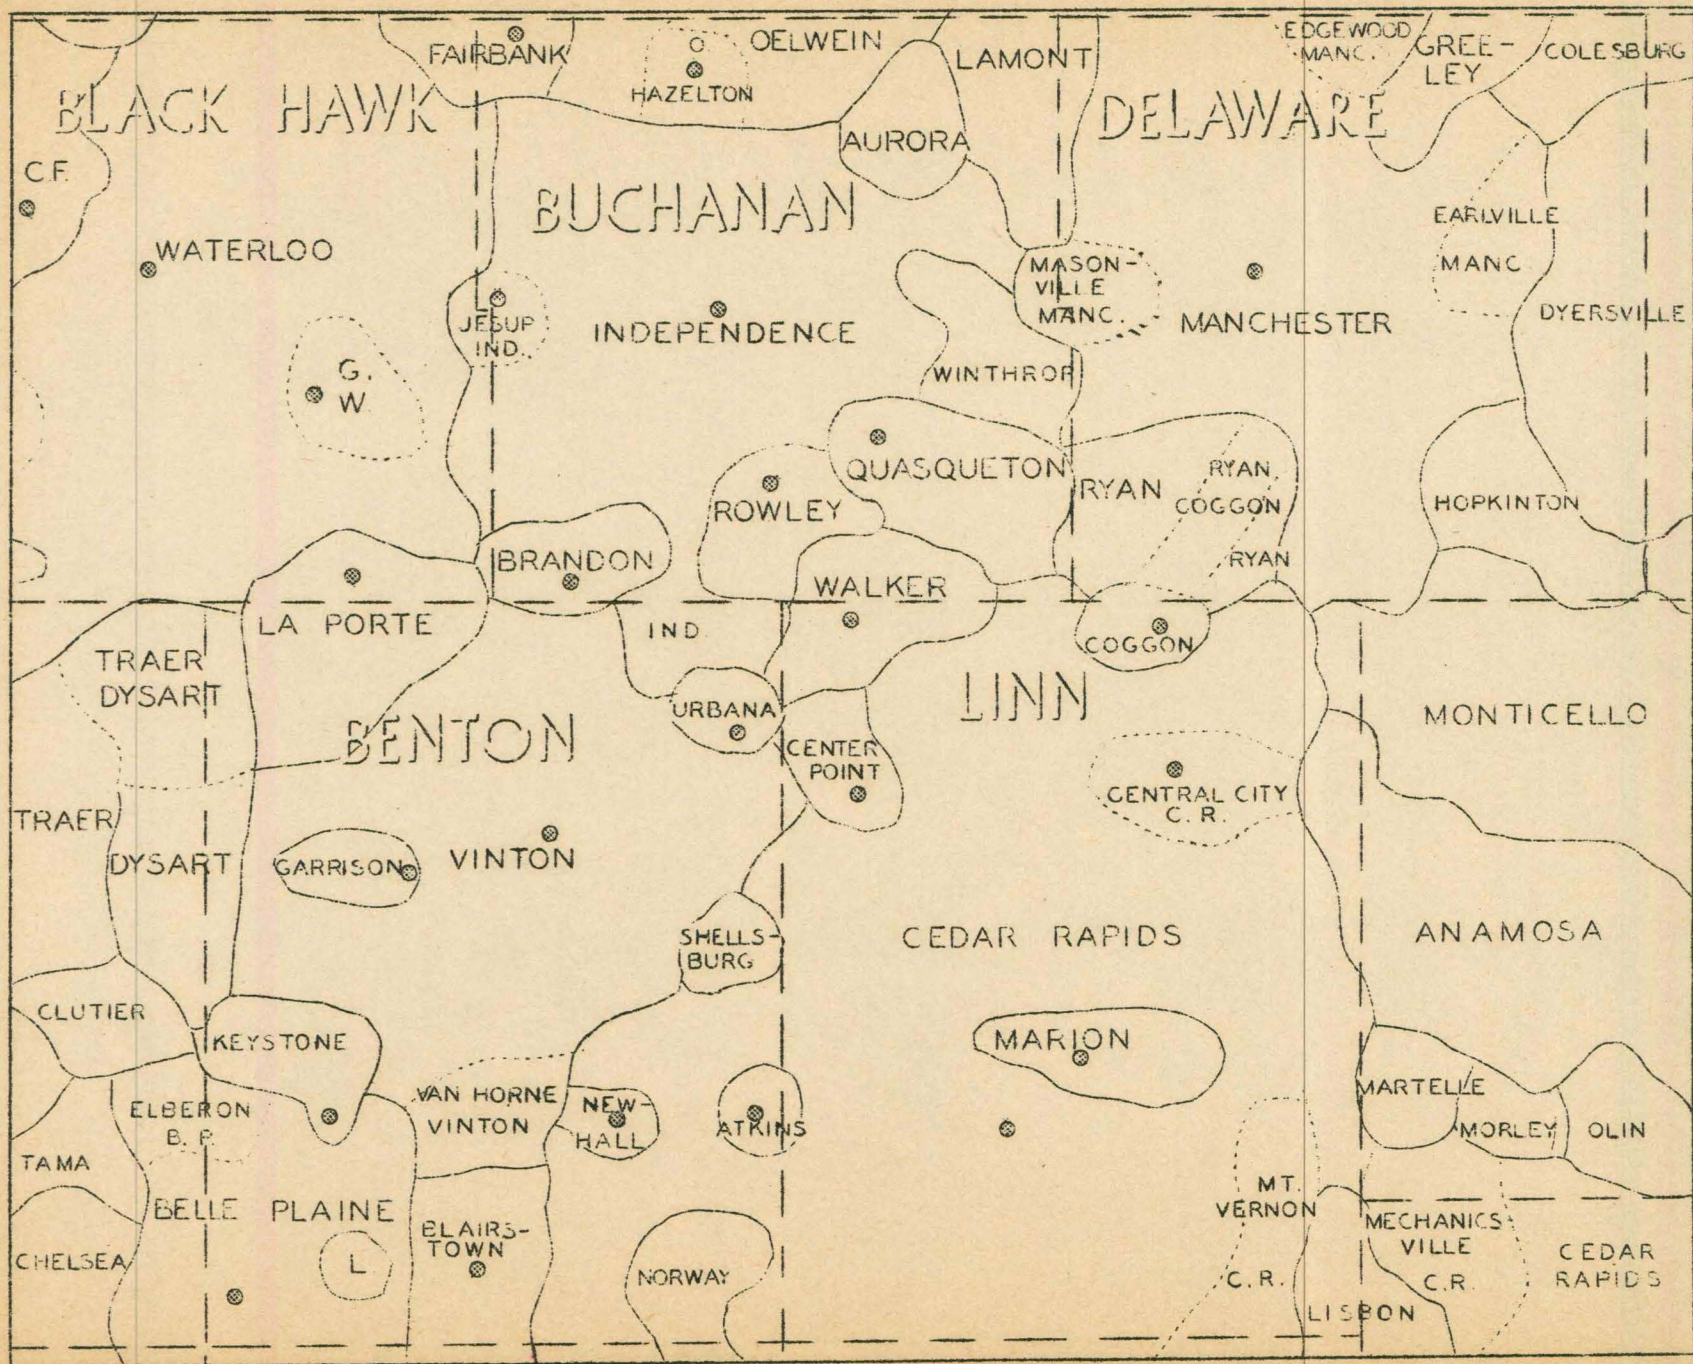 EDGEWOOD
MANC.
FAIRBANK
O
HAZELTON
OELWEIN
LAMONT
GREE-
LEY
COLESBURG
BLACK HAWK
DELAWARE
AURORA
C.F.
BUCHANAN
EARLVILLE
MANC.
WATERLOO
MASON-
VILLE
MANC.
L
JESUP
IND.
INDEPENDENCE
MANCHESTER
DYERSVILLE
G.
W.
WINTHROP
QUASQUETON
RYAN
RYAN
COGGON
RYAN
HOPKINTON
ROWLEY
BRANDON
WALKER
LA PORTE
IND.
COGGON
TRAER
DYSART
URBANA
LINN
MONTICELLO
BENTON
CENTER
POINT
CENTRAL CITY
C. R.
TRAER
DYSART
GARRISON
VINTON
SHELLS-
BURG
CEDAR RAPIDS
ANAMOSA
CLUTIER
KEYSTONE
MARION
VAN HORNE
VINTON
NEW-
HALL
ATKINS
MARTELLE
MORLEY
OLIN
ELBERON
B. P.
TAMA
MT.
VERNON
C.R.
BELLE PLAINE
BLAIRS-
TOWN
MECHANICS-
VILLE
C.R.
CEDAR
RAPIDS
CHELSEA
L
NORWAY
LISBON